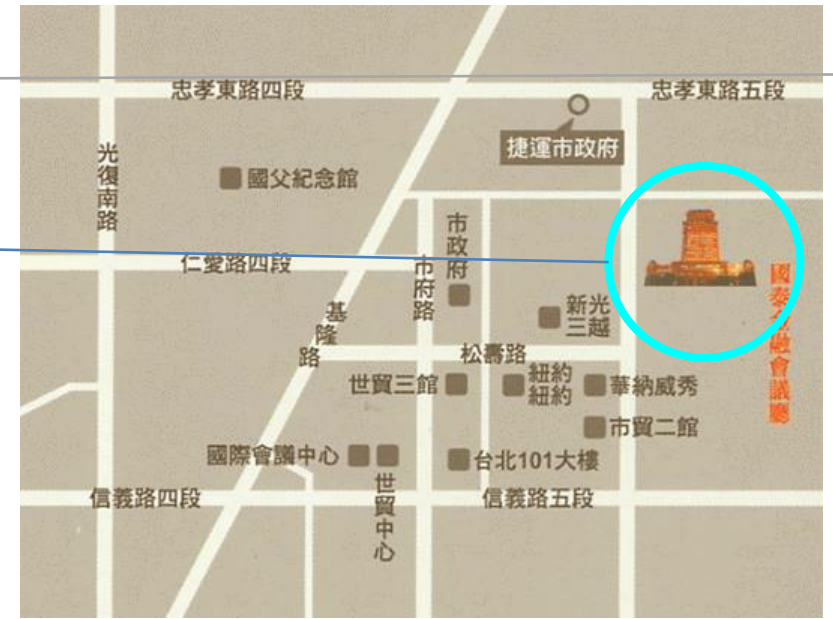 忠孝東路四段
忠孝東路五段
捷運市政府
光復南路
國父紀念館
市政府
仁愛路四段
市府路
基隆路
新光
三越
國泰金融會議廳
松壽路
世貿三館
紐約
紐約
華納威秀
市貿二館
國際會議中心
世貿中心
台北101大樓
信義路四段
信義路五段